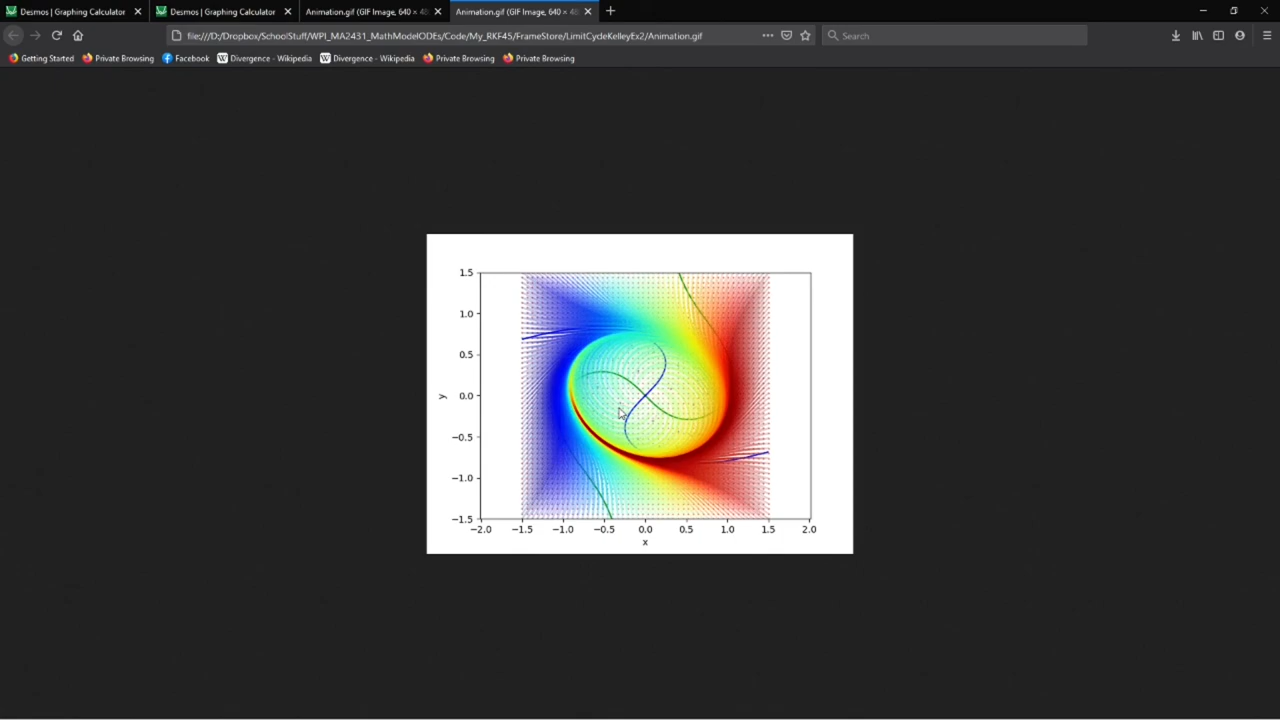 Desmos | Graphing Calculator
Desmos | Graphing Calculator
Animation.gif (GIF Image, 640 × 48
Animation.gif (GIF Image, 640 × 48
file:///D:/Dropbox/SchoolStuff/WPI_MA2431_MathModelODEs/Code/My_RKF45/FrameStore/LimitCycleKelleyEx2/Animation.gif
Search
Getting Started
Private Browsing
Facebook
W Divergence - Wikipedia
W Divergence - Wikipedia
Private Browsing
Private Browsing
1.5
1.0
0.5
0.0
y
−0.5
−1.0
−1.5
−2.0 −1.5 −1.0 −0.5 0.0 0.5 1.0 1.5 2.0
x